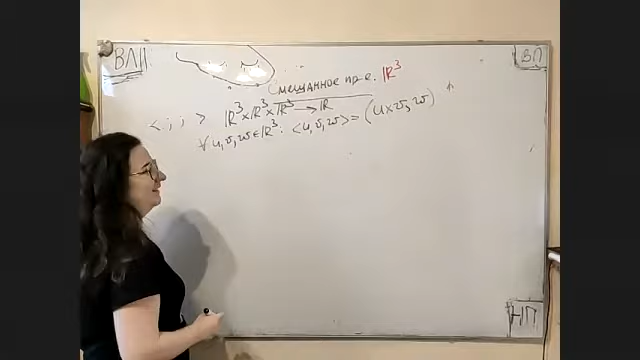 ВЛП
ВП
Смешанное пр-е. ℝ³
< ; ; > ℝ³×ℝ³×ℝ³ → ℝ
∀ u, v, w ∈ ℝ³: <u, v, w> = (u×v, w)
НП